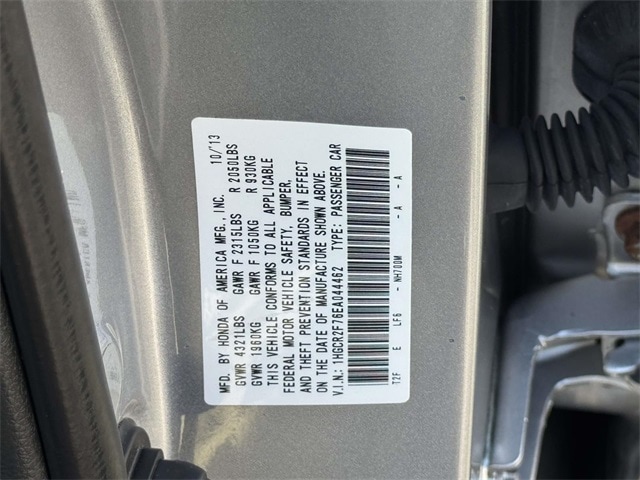 MFD. BY HONDA OF AMERICA MFG., INC. 10/13
GVWR 4321LBS GAWR F 2315LBS R 2050LBS
GVWR 1960KG GAWR F 1050KG R 930KG
THIS VEHICLE CONFORMS TO ALL APPLICABLE
FEDERAL MOTOR VEHICLE SAFETY, BUMPER,
AND THEFT PREVENTION STANDARDS IN EFFECT
ON THE DATE OF MANUFACTURE SHOWN ABOVE.
V.I.N.: 1HGCR2F76EA044462 TYPE: PASSENGER CAR
T2F E LF6 - NH700M - A - A